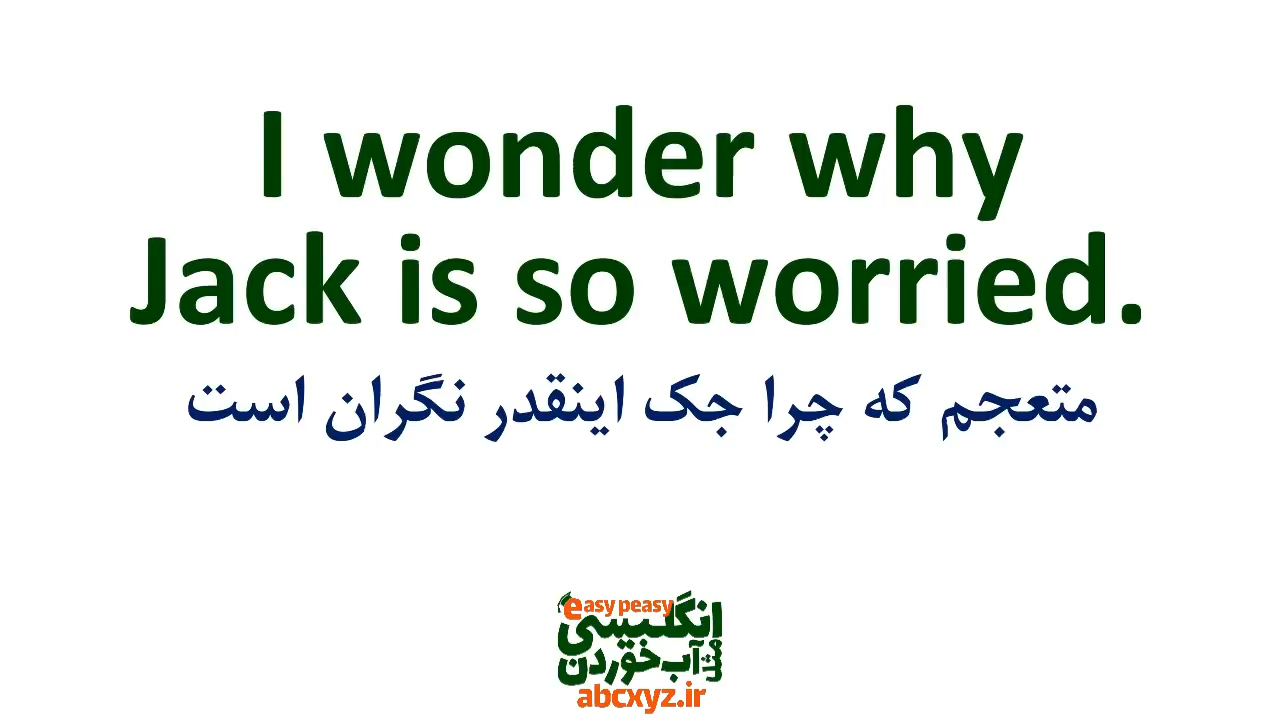 I wonder why
Jack is so worried.
متعجم که چرا جک اینقدر نگران است
easy peasy
انگلیسی
مثل آب خوردن
abcxyz.ir